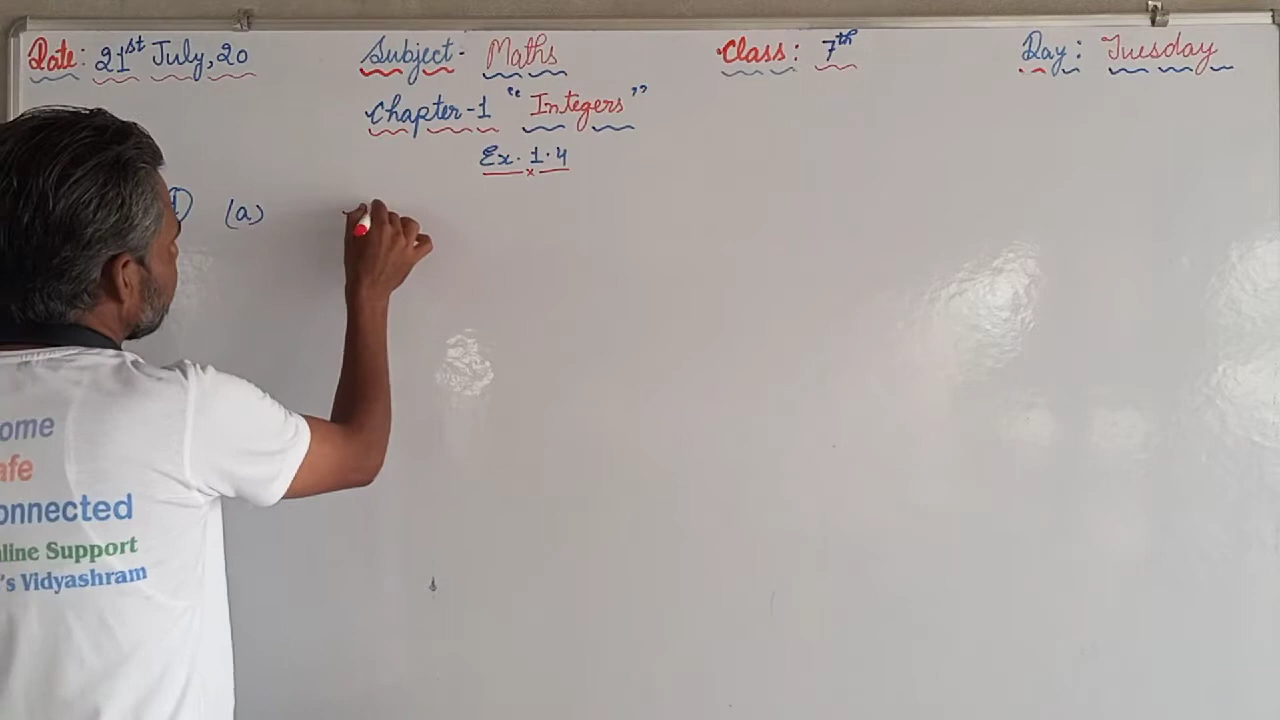 Date: 21st July, 20 Subject- Maths Class: 7th Day: Tuesday
Chapter-1 "Integers"
Ex. 1.4
(a)
ome
afe
onnected
line Support
's Vidyashram